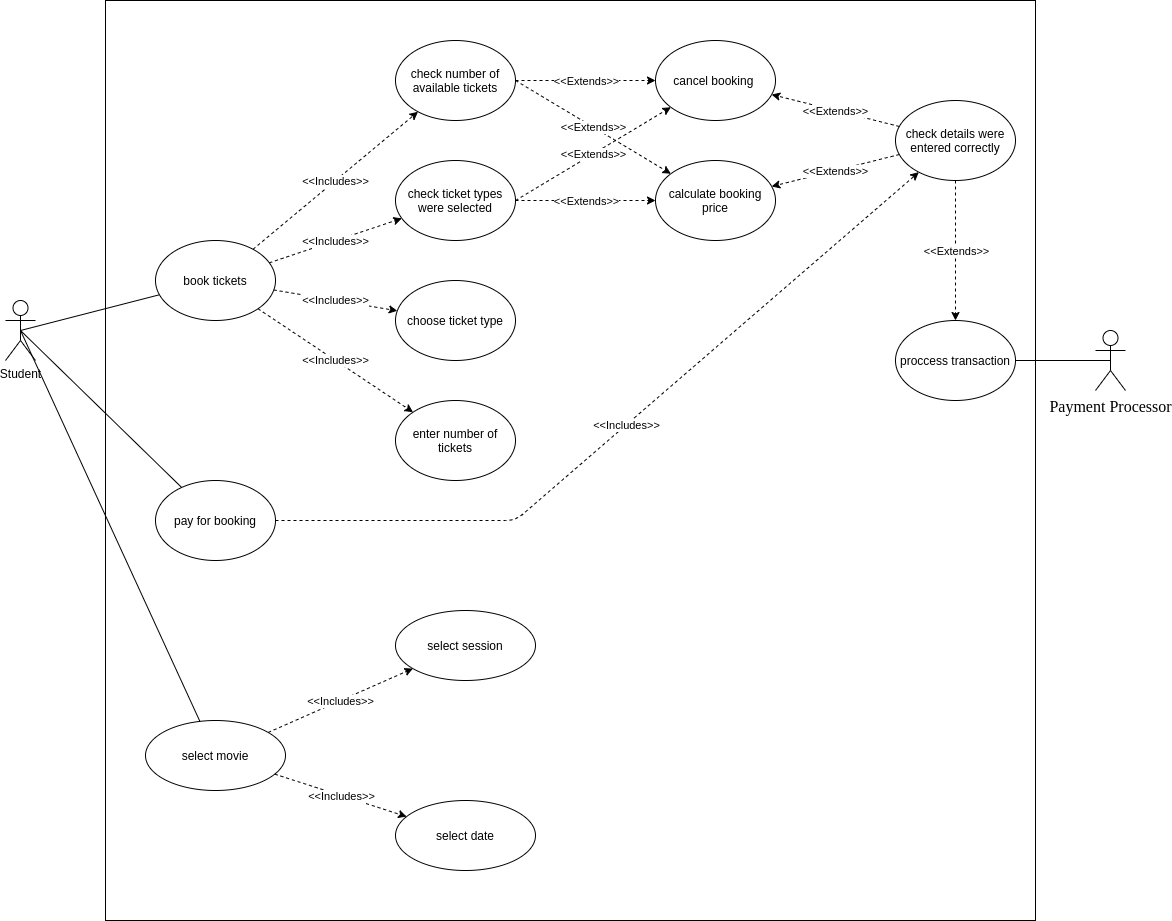 check number of
available tickets
<<Extends>>
cancel booking
<<Extends>>
check details were
entered correctly
<<Extends>>
<<Extends>>
<<Includes>>
check ticket types
were selected
<<Extends>>
calculate booking
price
<<Extends>>
<<Includes>>
<<Extends>>
book tickets
<<Includes>>
choose ticket type
Student
<<Includes>>
proccess transaction
Payment Processor
enter number of
tickets
<<Includes>>
pay for booking
select session
<<Includes>>
select movie
<<Includes>>
select date